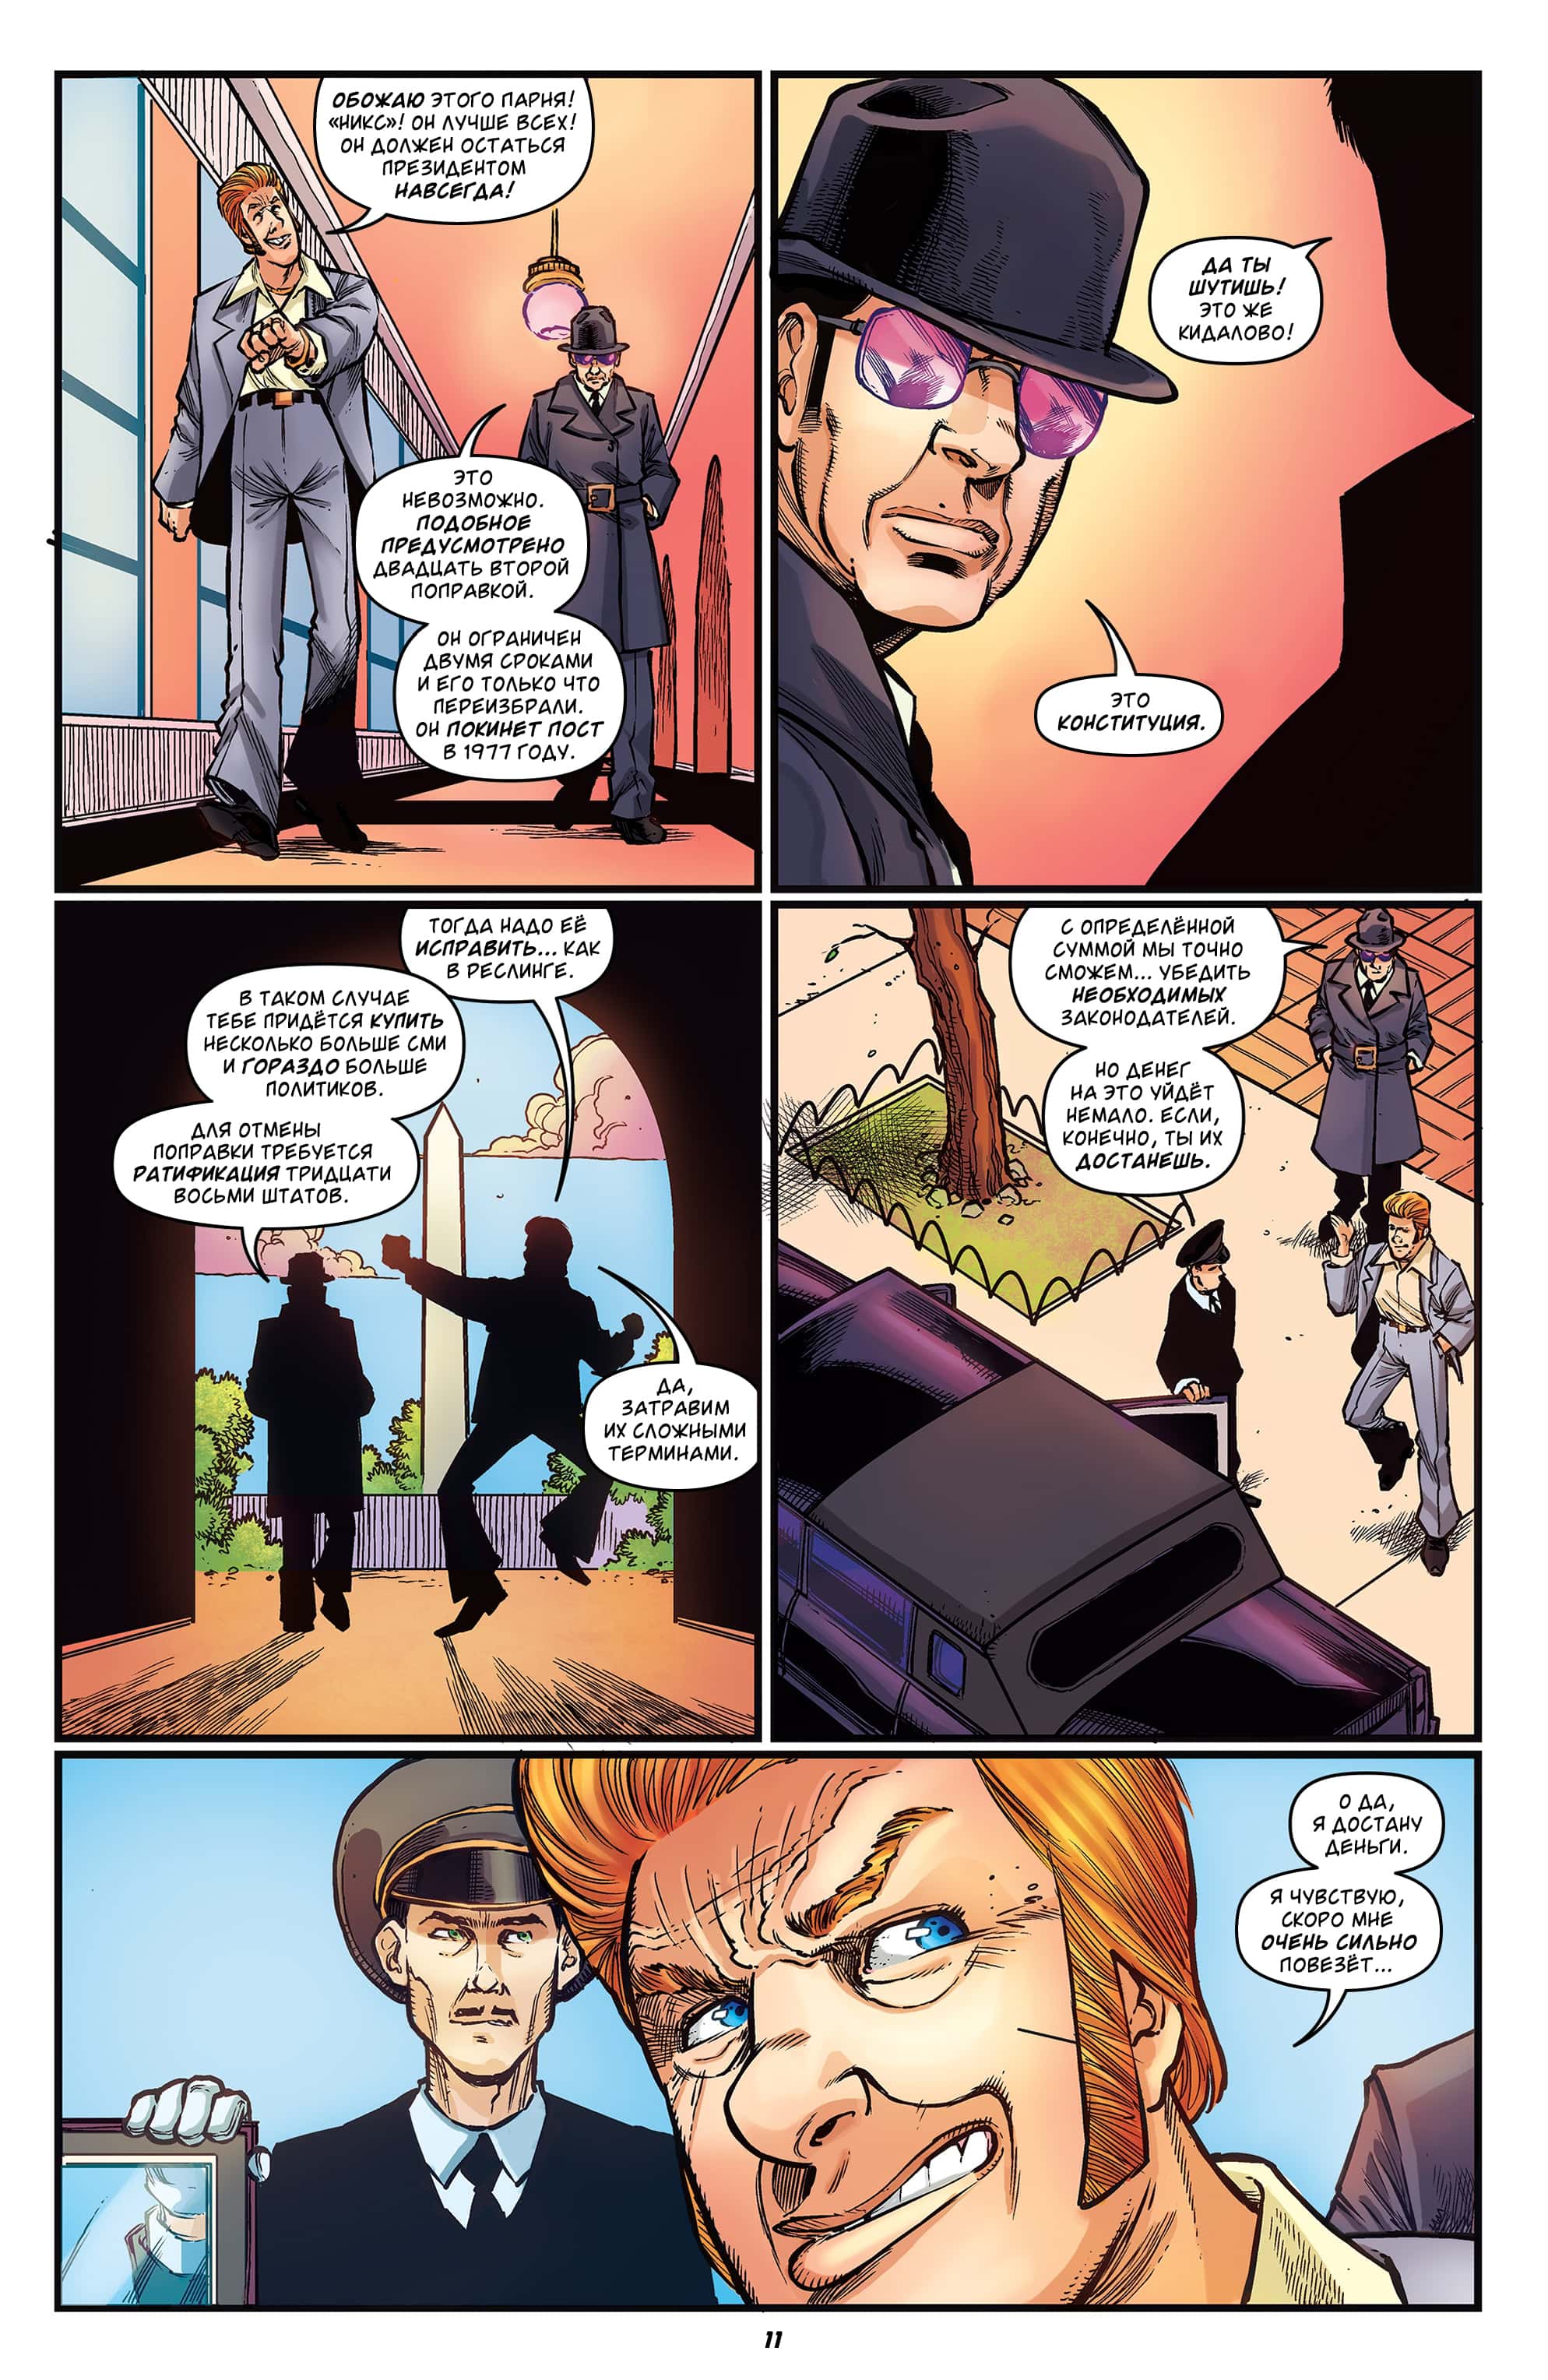 ОБОЖАЮ ЭТОГО ПАРНЯ!
«НИКС»! ОН ЛУЧШЕ ВСЕХ!
ОН ДОЛЖЕН ОСТАТЬСЯ
ПРЕЗИДЕНТОМ
НАВСЕГДА!
ЭТО
НЕВОЗМОЖНО.
ПОДОБНОЕ
ПРЕДУСМОТРЕНО
ДВАДЦАТЬ ВТОРОЙ
ПОПРАВКОЙ.
ОН ОГРАНИЧЕН
ДВУМЯ СРОКАМИ
И ЕГО ТОЛЬКО ЧТО
ПЕРЕИЗБРАЛИ.
ОН ПОКИНЕТ ПОСТ
В 1977 ГОДУ.
ДА ТЫ
ШУТИШЬ!
ЭТО ЖЕ
КИДАЛОВО!
ЭТО
КОНСТИТУЦИЯ.
ТОГДА НАДО ЕЁ
ИСПРАВИТЬ... КАК
В РЕСЛИНГЕ.
В ТАКОМ СЛУЧАЕ
ТЕБЕ ПРИДЁТСЯ КУПИТЬ
НЕСКОЛЬКО БОЛЬШЕ СМИ
И ГОРАЗДО БОЛЬШЕ
ПОЛИТИКОВ.
ДЛЯ ОТМЕНЫ
ПОПРАВКИ ТРЕБУЕТСЯ
РАТИФИКАЦИЯ ТРИДЦАТИ
ВОСЬМИ ШТАТОВ.
ДА,
ЗАТРАВИМ
ИХ СЛОЖНЫМИ
ТЕРМИНАМИ.
С ОПРЕДЕЛЁННОЙ
СУММОЙ МЫ ТОЧНО
СМОЖЕМ... УБЕДИТЬ
НЕОБХОДИМЫХ
ЗАКОНОДАТЕЛЕЙ.
НО ДЕНЕГ
НА ЭТО УЙДЁТ
НЕМАЛО. ЕСЛИ,
КОНЕЧНО, ТЫ ИХ
ДОСТАНЕШЬ.
О ДА,
Я ДОСТАНУ
ДЕНЬГИ.
Я ЧУВСТВУЮ,
СКОРО МНЕ
ОЧЕНЬ СИЛЬНО
ПОВЕЗЁТ...
11